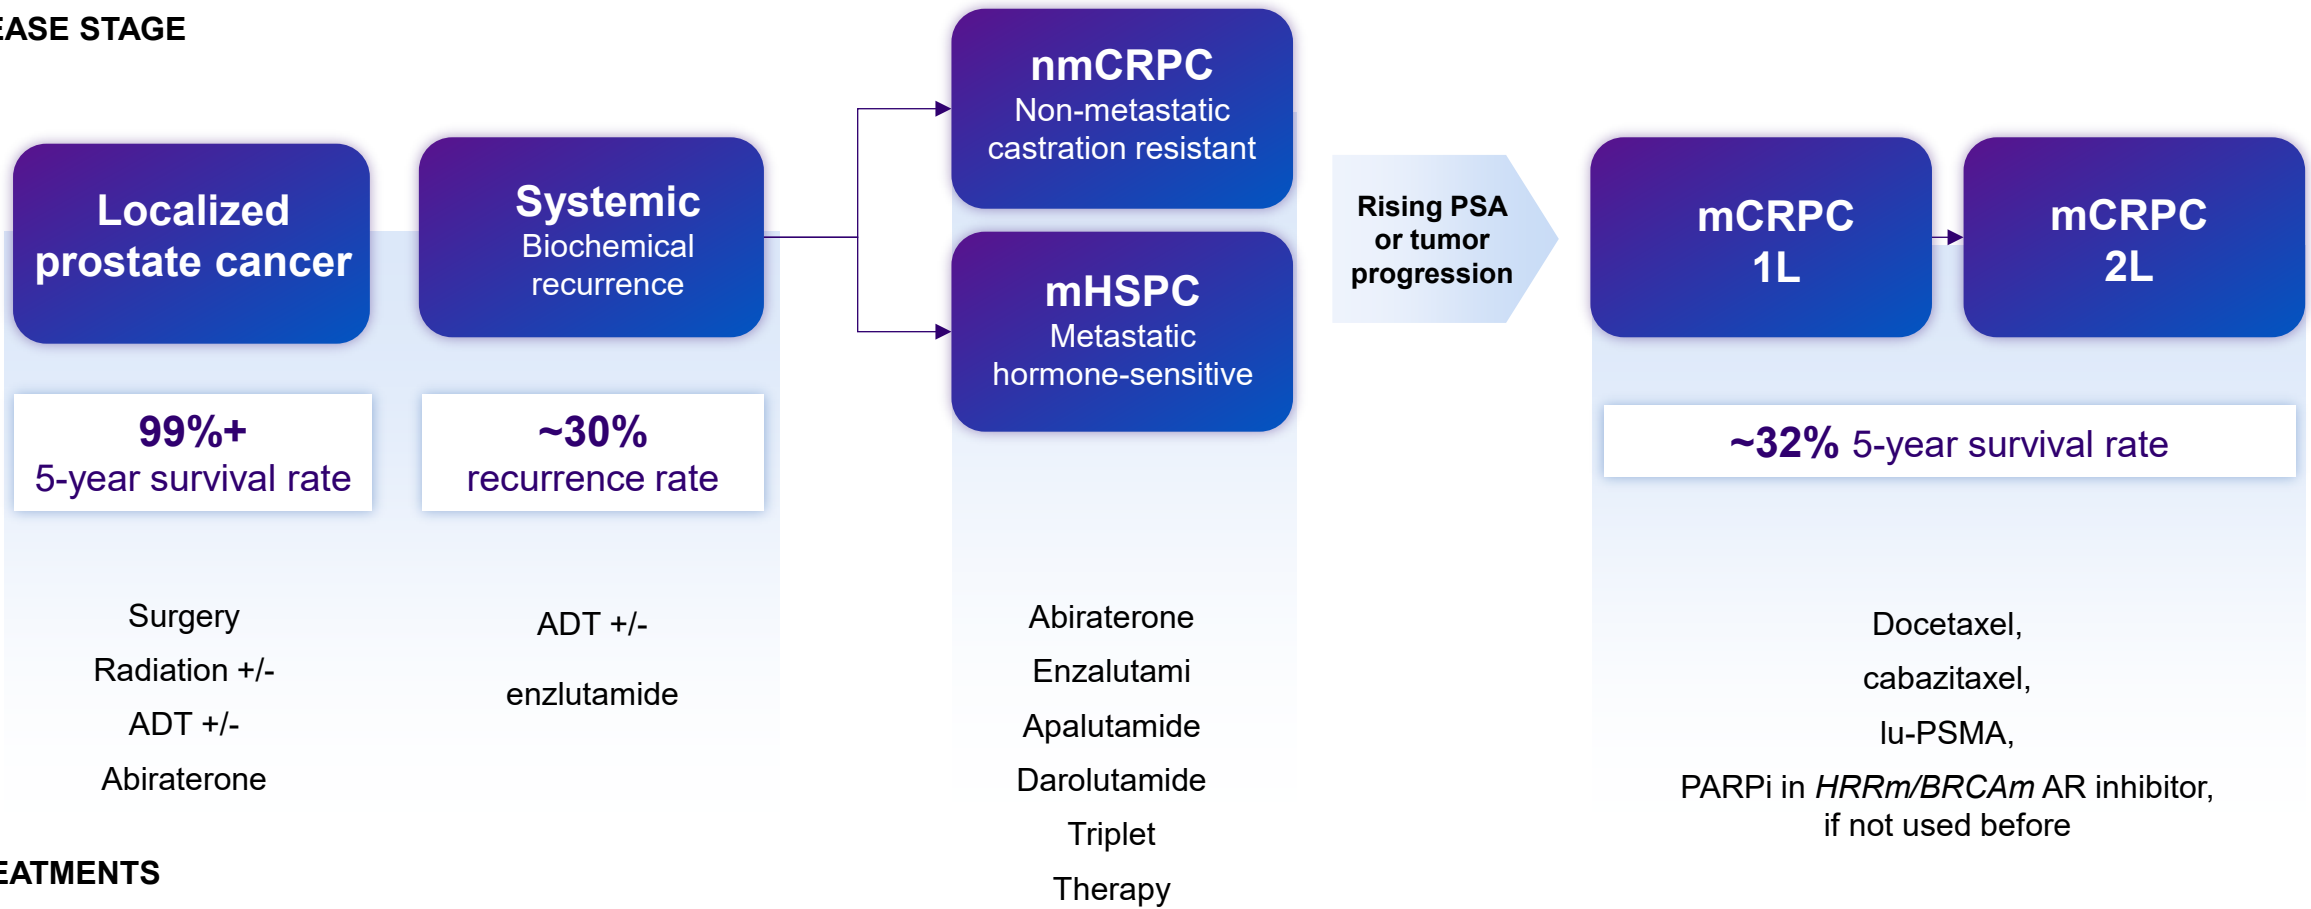 EASE STAGE
Localized
prostate cancer
Systemic
Biochemical
recurrence
nmCRPC
Non-metastatic
castration resistant
mHSPC
Metastatic
hormone-sensitive
Rising PSA
or tumor
progression
mCRPC
1L
mCRPC
2L
99%+
5-year survival rate
~30%
recurrence rate
~32% 5-year survival rate
Surgery
Radiation +/-
ADT +/-
Abiraterone
ADT +/-
enzlutamide
Abiraterone
Enzalutami
Apalutamide
Darolutamide
Triplet
Therapy
Docetaxel,
cabazitaxel,
lu-PSMA,
PARPi in HRRm/BRCAm AR inhibitor,
if not used before
EATMENTS